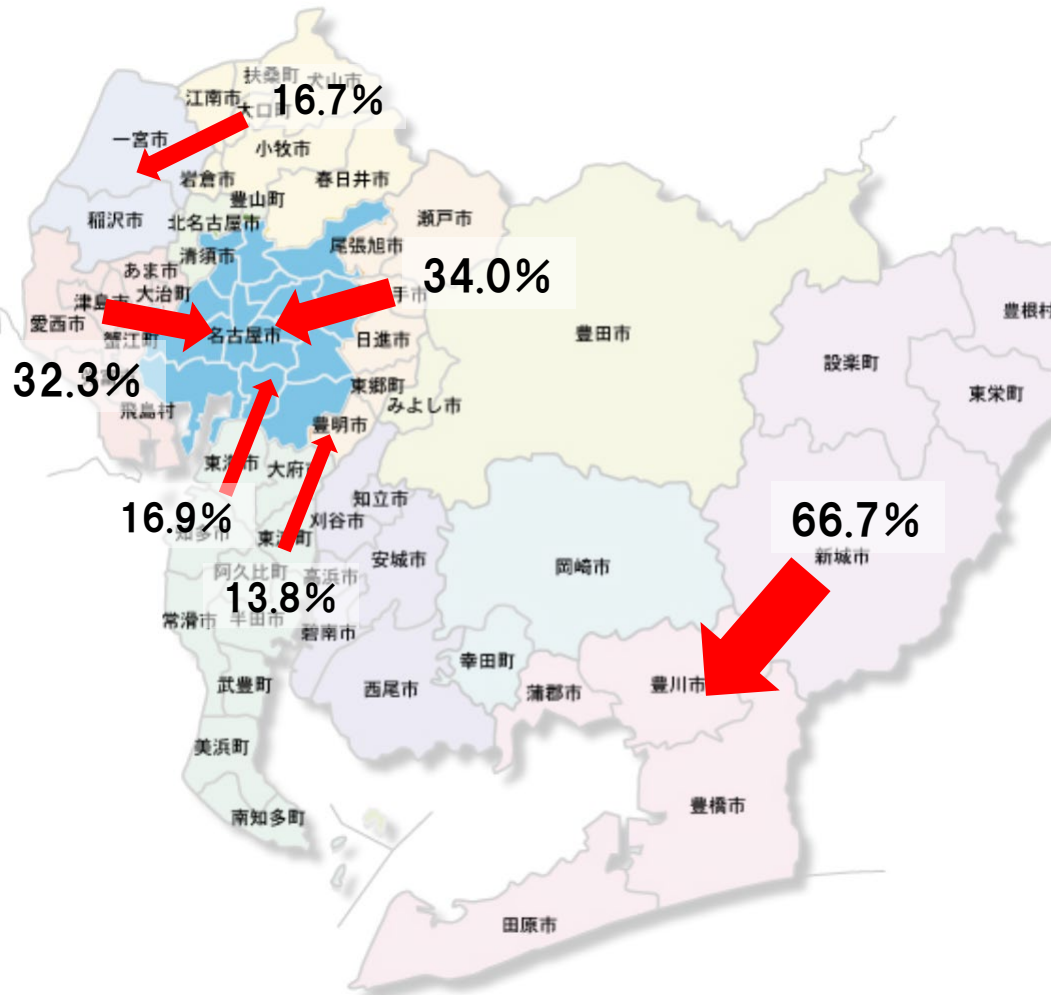 扶桑町
犬山市
江南市
大口町
16.7%
一宮市
小牧市
岩倉市
春日井市
豊山町
稲沢市
北名古屋市
瀬戸市
尾張旭市
清須市
あま市
34.0%
津島市
大治町
手市
愛西市
名古屋市
日進市
豊田市
豊根村
蟹江町
設楽町
32.3%
東郷町
東栄町
みよし市
飛島村
豊明市
東海市
大府
知立市
16.9%
刈谷市
66.7%
知多市
東浦町
安城市
新城市
岡崎市
阿久比町
高浜市
13.8%
常滑市
半田市
碧南市
幸田町
武豊町
西尾市
蒲郡市
豊川市
美浜町
豊橋市
南知多町
田原市